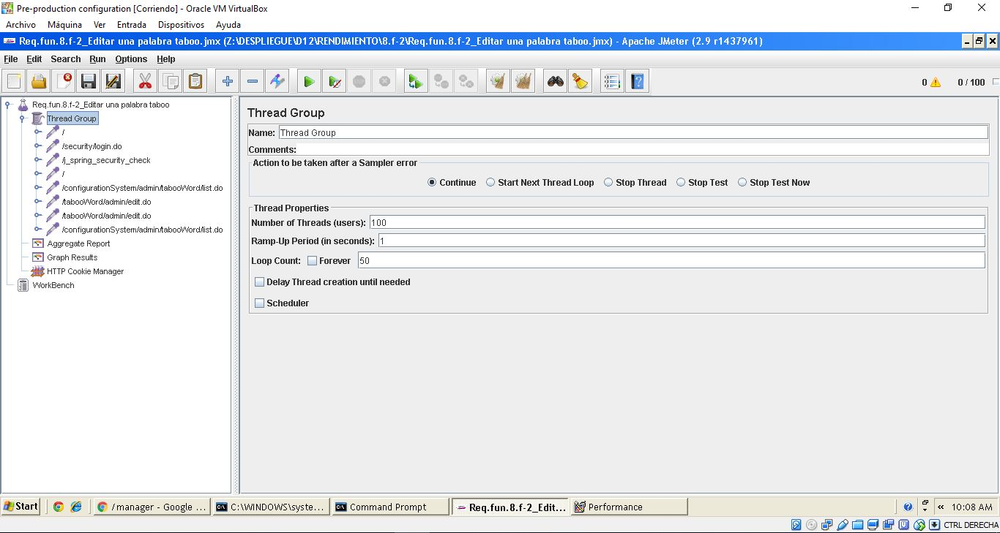 Pre-production configuration [Corriendo] - Oracle VM VirtualBox
Archivo Máquina Ver Entrada Dispositivos Ayuda
Req.fun.8.f-2_Editar una palabra taboo.jmx (Z:\DESPLIEGUE\D12\RENDIMIENTO\8.f-2\Req.fun.8.f-2_Editar una palabra taboo.jmx) - Apache JMeter (2.9 r1437961)
File Edit Search Run Options Help
0 0 / 100
Req.fun.8.f-2_Editar una palabra taboo
Thread Group
/
/security/login.do
/j_spring_security_check
/
/configurationSystem/admin/tabooWord/list.do
/tabooWord/admin/edit.do
/tabooWord/admin/edit.do
/configurationSystem/admin/tabooWord/list.do
Aggregate Report
Graph Results
HTTP Cookie Manager
WorkBench
Thread Group
Name: Thread Group
Comments:
Action to be taken after a Sampler error
Continue Start Next Thread Loop Stop Thread Stop Test Stop Test Now
Thread Properties
Number of Threads (users): 100
Ramp-Up Period (in seconds): 1
Loop Count: Forever 50
Delay Thread creation until needed
Scheduler
Start /manager - Google ... C:\WINDOWS\syste... Command Prompt Req.fun.8.f-2_Edit... Performance « 10:08 AM
CTRL DERECHA